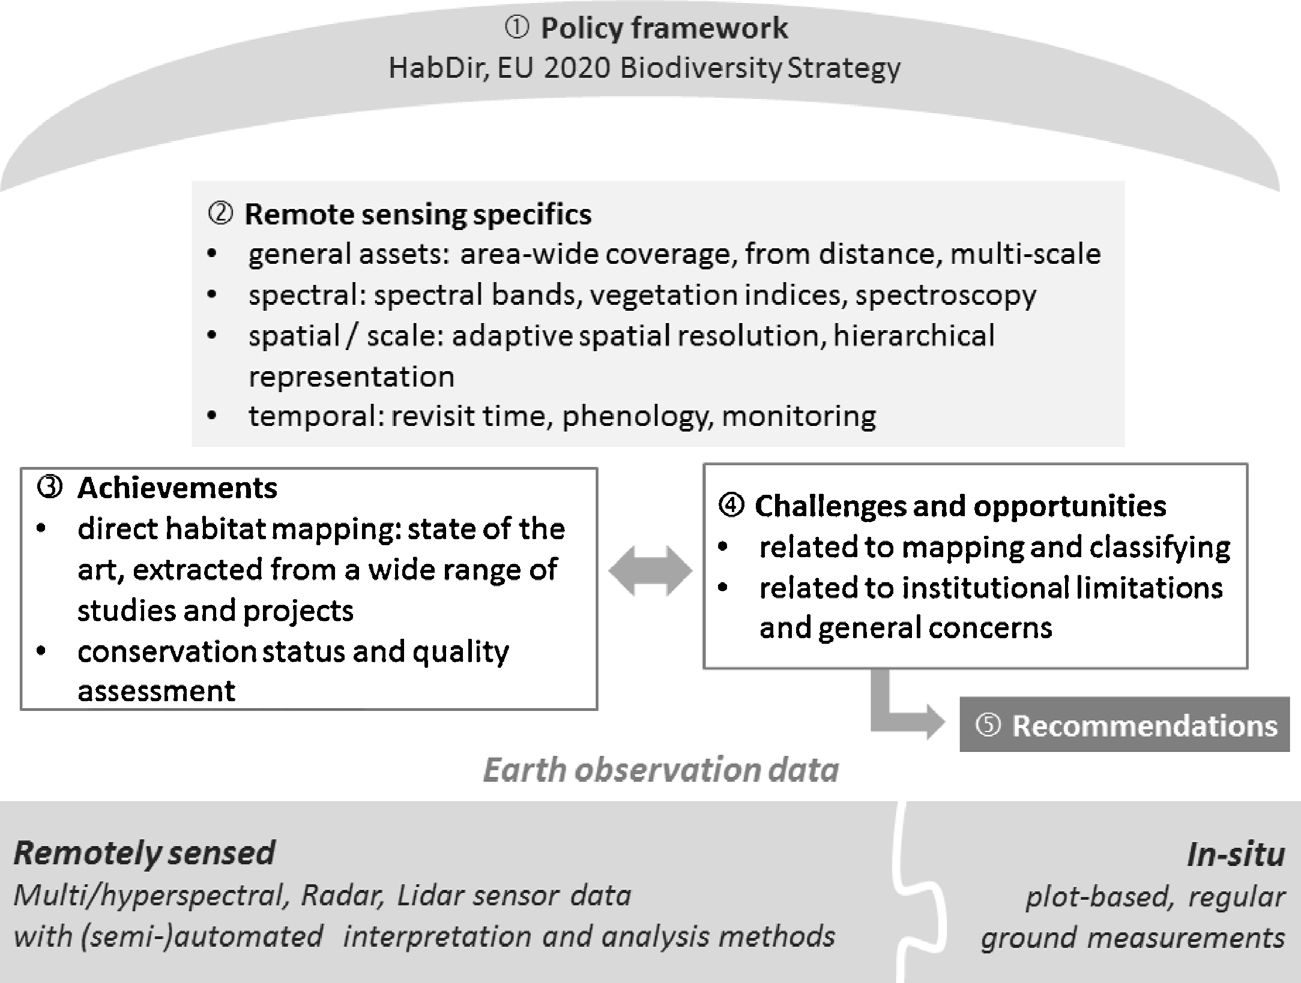 ① Policy framework
HabDir, EU 2020 Biodiversity Strategy
② Remote sensing specifics
• general assets: area-wide coverage, from distance, multi-scale
• spectral: spectral bands, vegetation indices, spectroscopy
• spatial / scale: adaptive spatial resolution, hierarchical
representation
• temporal: revisit time, phenology, monitoring
③ Achievements
• direct habitat mapping: state of the
art, extracted from a wide range of
studies and projects
• conservation status and quality
assessment
④ Challenges and opportunities
• related to mapping and classifying
• related to institutional limitations
and general concerns
⑤ Recommendations
Earth observation data
Remotely sensed
Multi/hyperspectral, Radar, Lidar sensor data
with (semi-)automated interpretation and analysis methods
In-situ
plot-based, regular
ground measurements